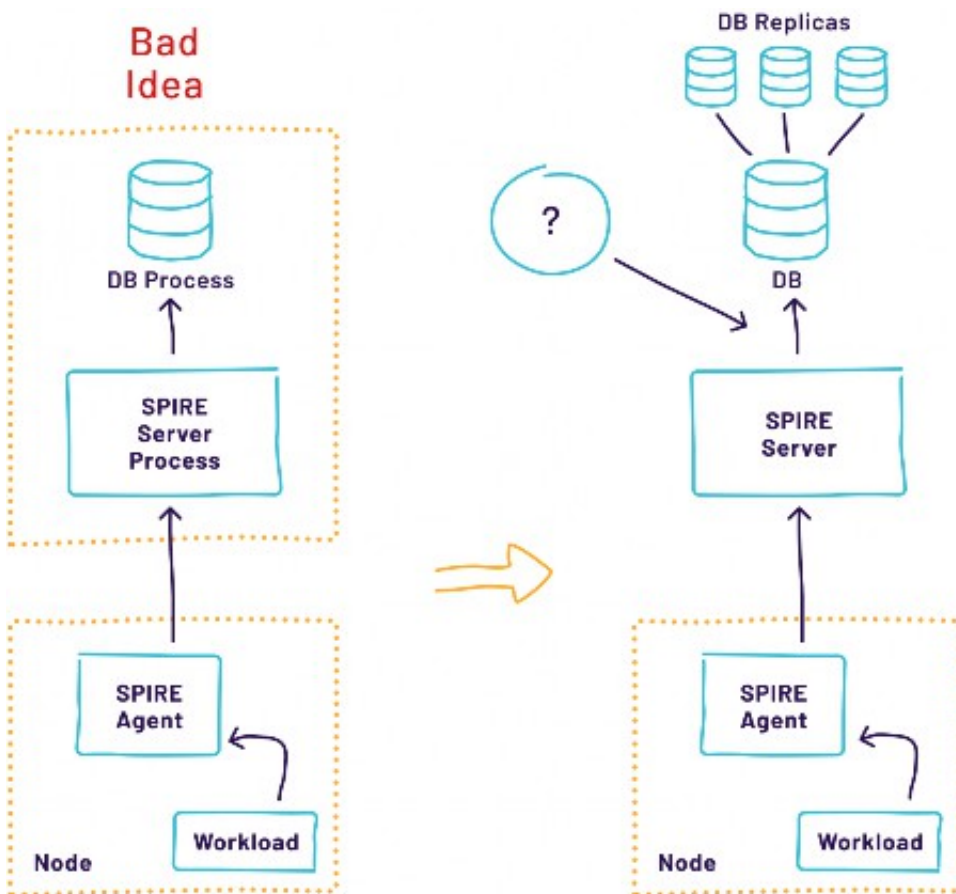 Bad
Idea
DB Process
SPIRE
Server
Process
SPIRE
Agent
Workload
Node
DB Replicas
?
DB
SPIRE
Server
SPIRE
Agent
Workload
Node